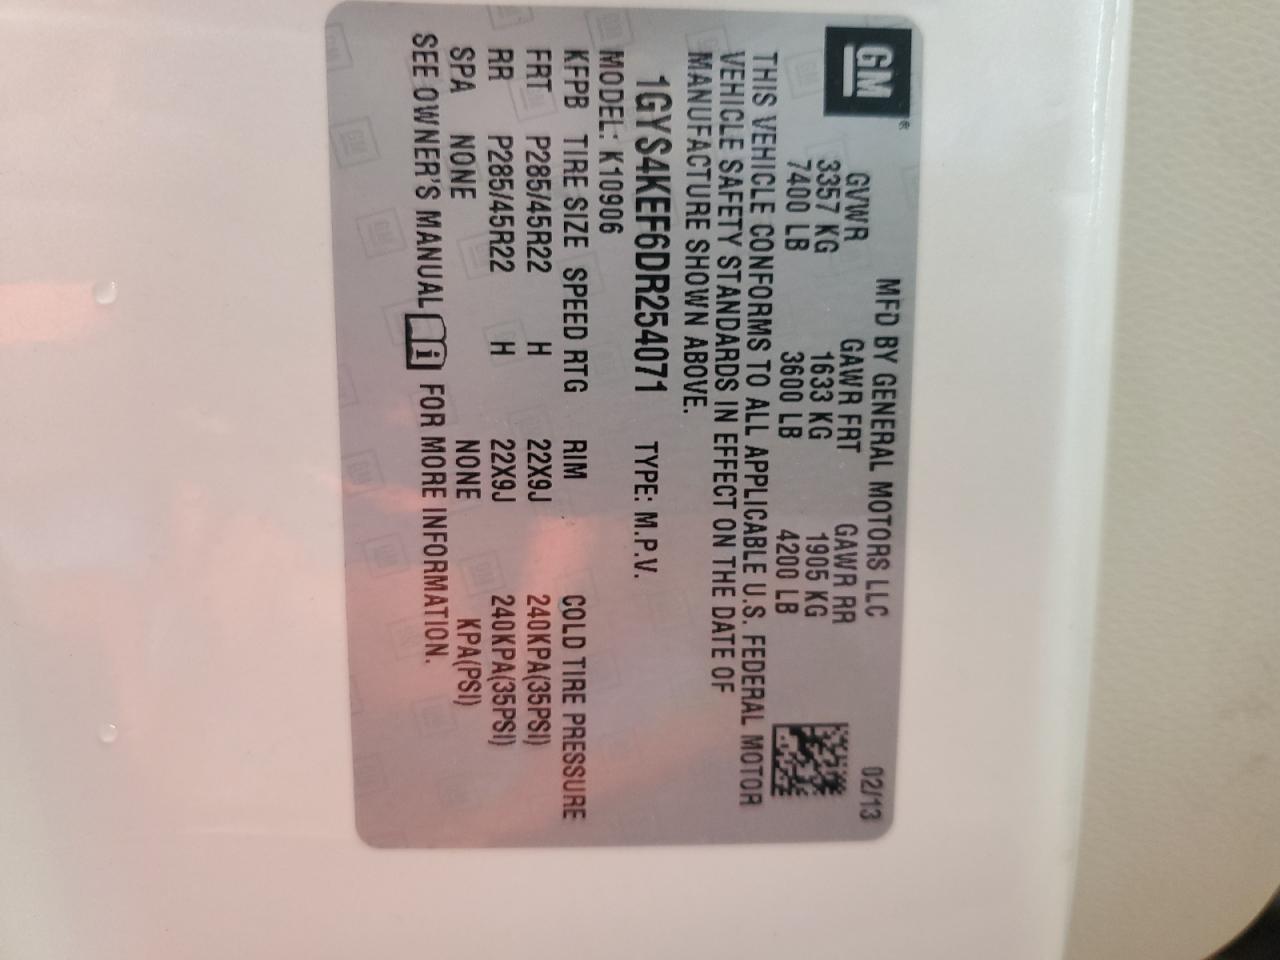 GM®
MFD BY GENERAL MOTORS LLC 02/13
GVWR GAWR FRT GAWR RR
3357 KG 1633 KG 1905 KG
7400 LB 3600 LB 4200 LB
THIS VEHICLE CONFORMS TO ALL APPLICABLE U.S. FEDERAL MOTOR
VEHICLE SAFETY STANDARDS IN EFFECT ON THE DATE OF
MANUFACTURE SHOWN ABOVE.
1GYS4KEF6DR254071 TYPE: M.P.V.
MODEL: K10906
KFPB TIRE SIZE SPEED RTG RIM COLD TIRE PRESSURE
FRT P285/45R22 H 22X9J 240KPA(35PSI)
RR P285/45R22 H 22X9J 240KPA(35PSI)
SPA NONE NONE KPA(PSI)
SEE OWNER'S MANUAL i FOR MORE INFORMATION.